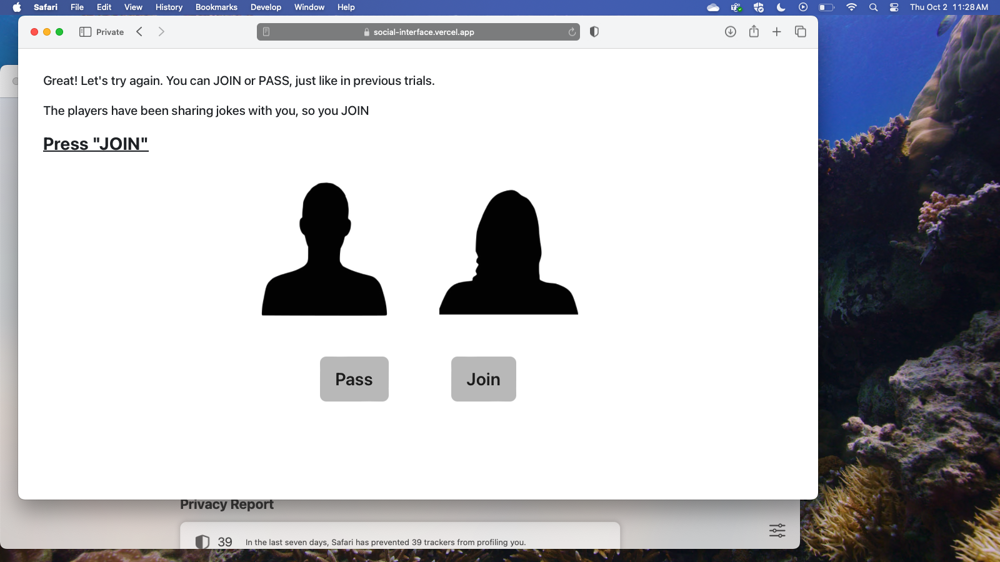 Safari File Edit View History Bookmarks Develop Window Help Thu Oct 2 11:28 AM
Private social-interface.vercel.app
Great! Let's try again. You can JOIN or PASS, just like in previous trials.
The players have been sharing jokes with you, so you JOIN
Press "JOIN"
Pass Join
Privacy Report
39 In the last seven days, Safari has prevented 39 trackers from profiling you.